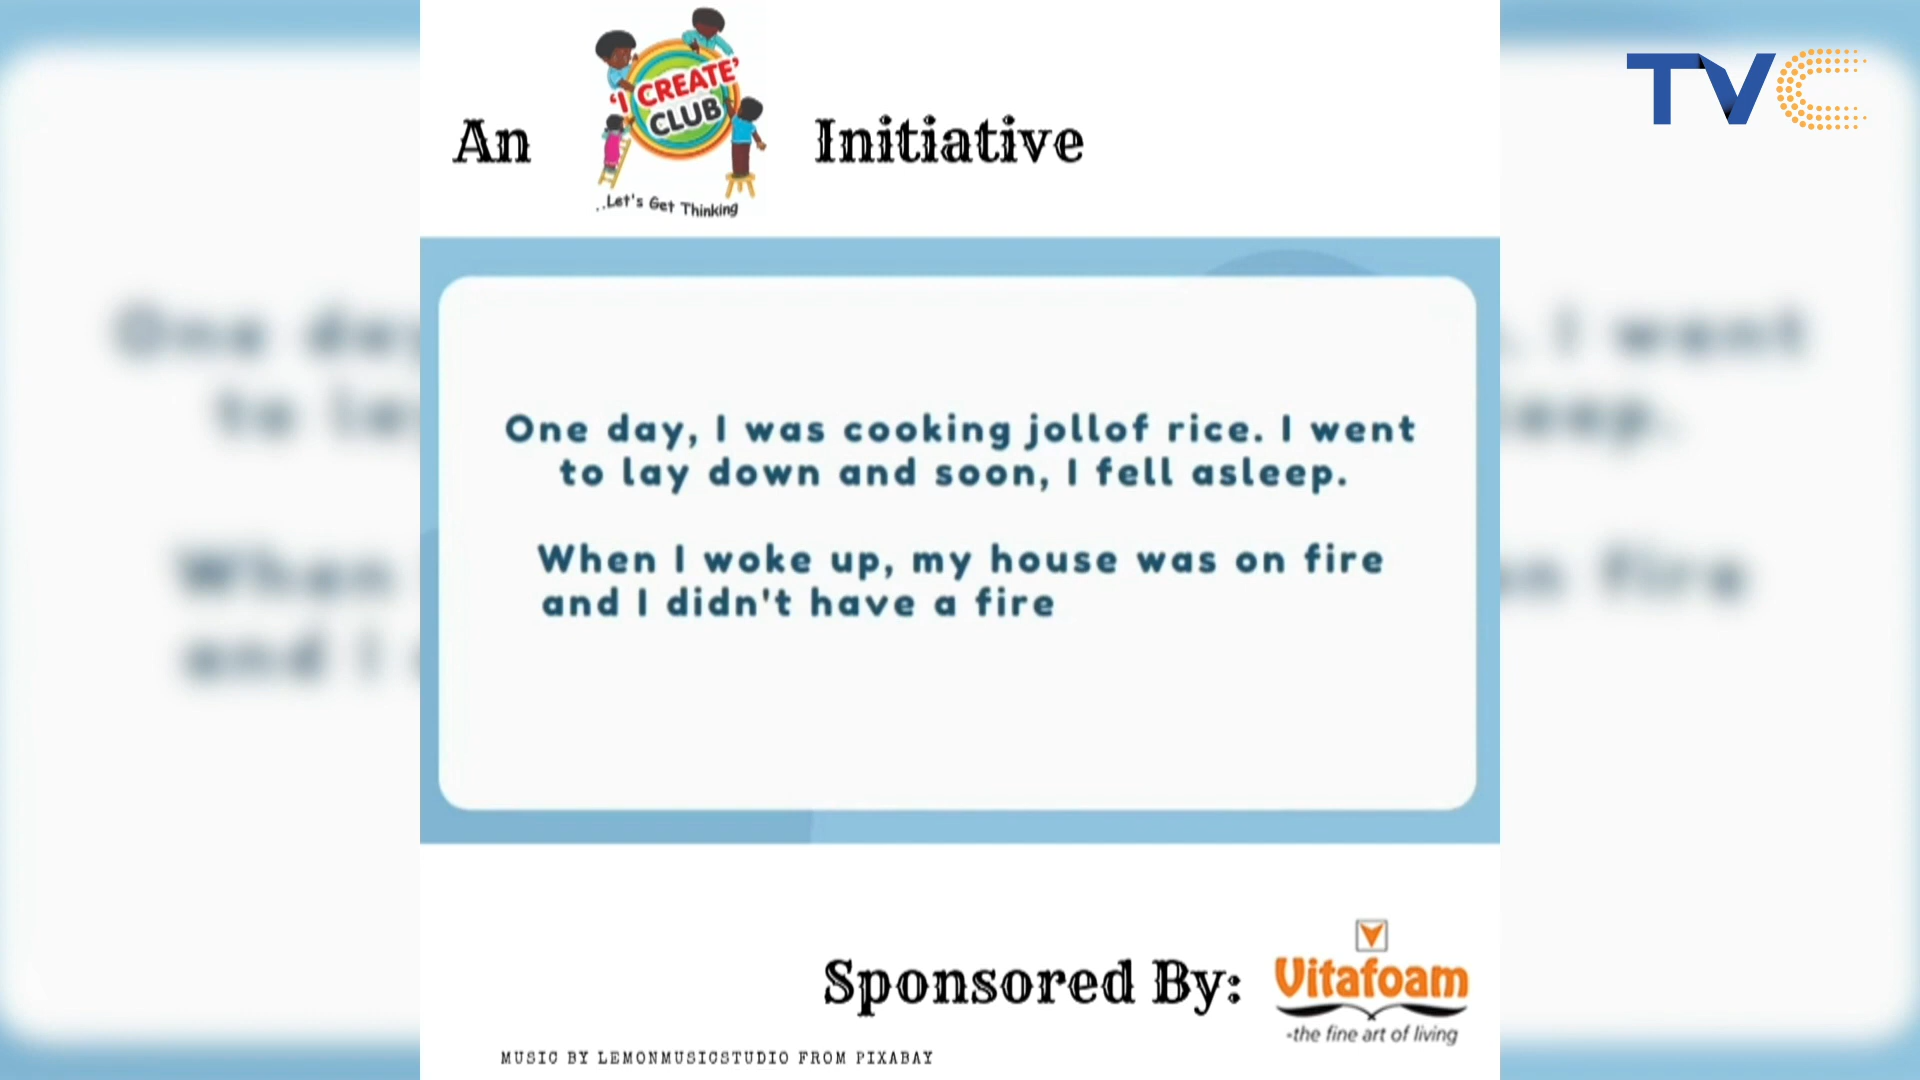 An
'I CREATE'
CLUB
..Let's Get Thinking
Initiative
TVC
One day, I was cooking jollof rice. I went
to lay down and soon, I fell asleep.
When I woke up, my house was on fire
and I didn't have a fire
Sponsored By:
Vitafoam
-the fine art of living
MUSIC BY LEMONMUSICSTUDIO FROM PIXABAY